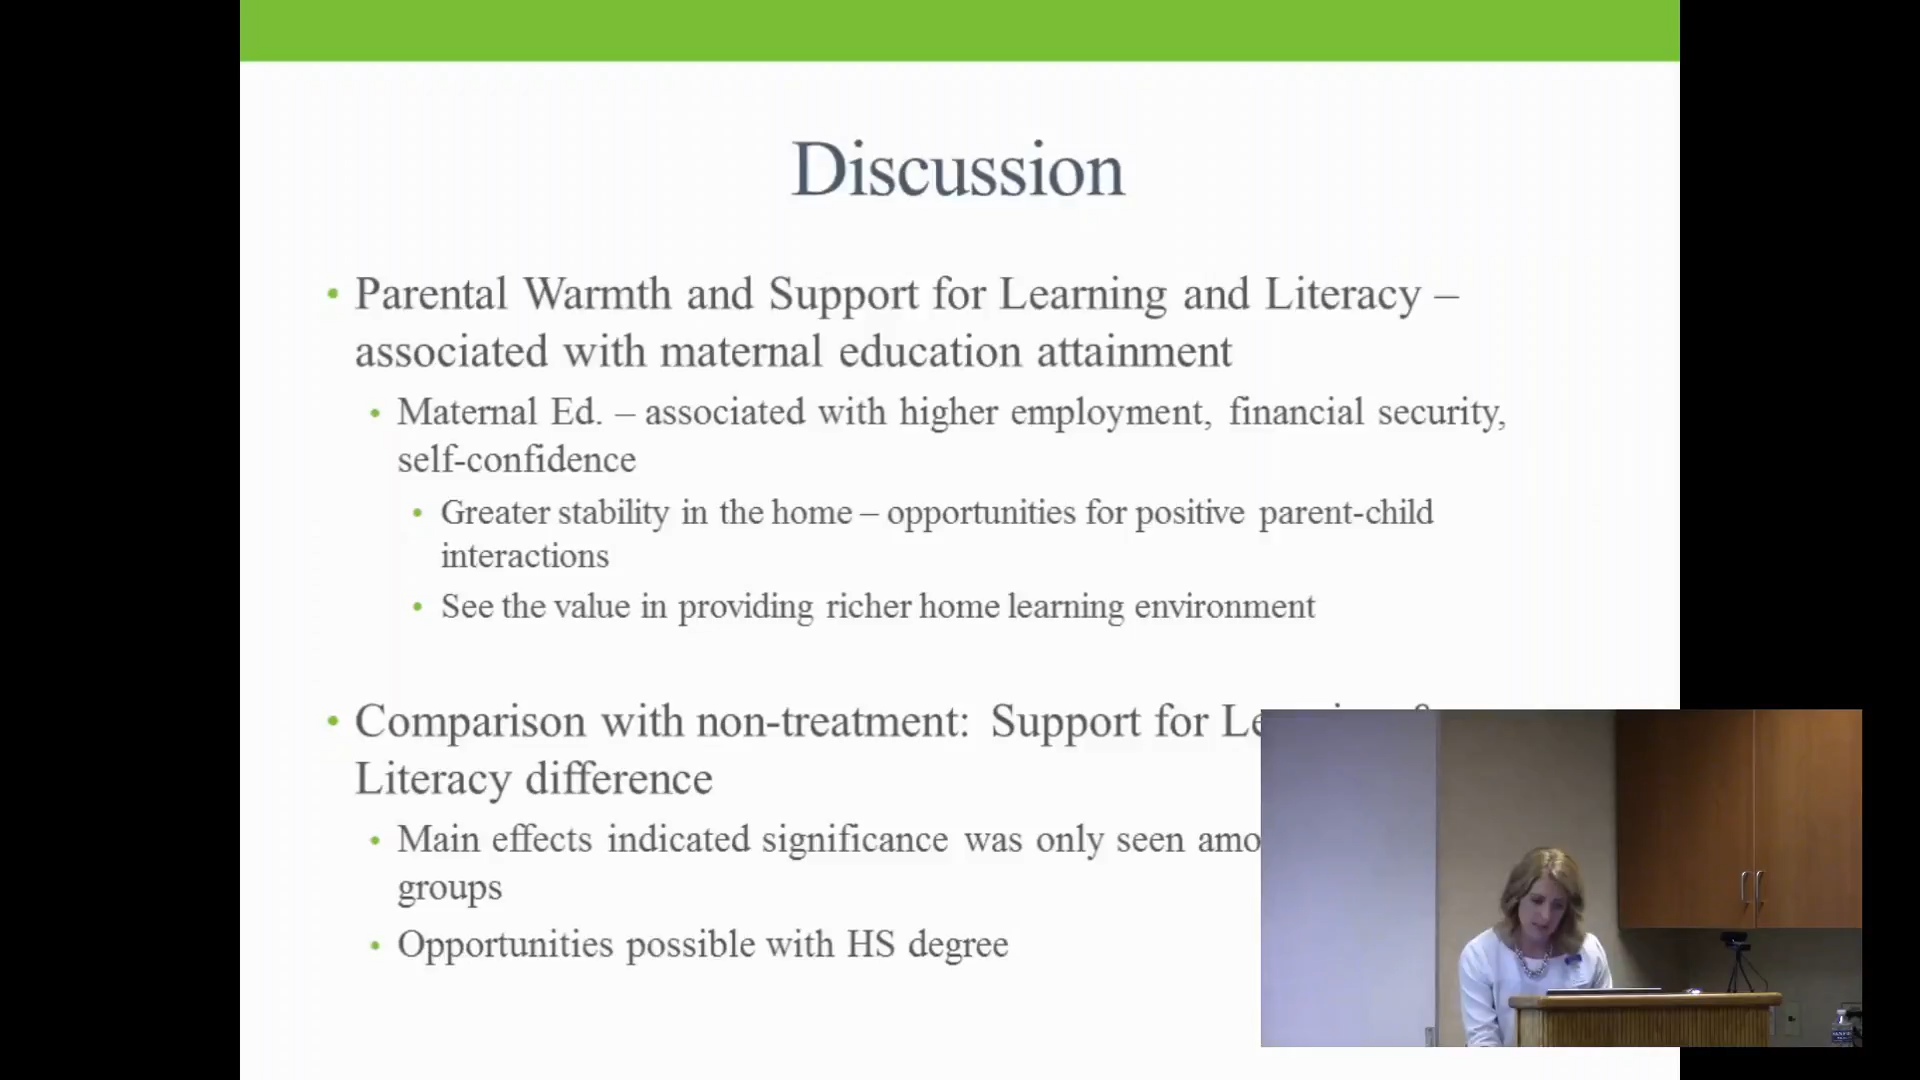 Discussion
• Parental Warmth and Support for Learning and Literacy –
associated with maternal education attainment
• Maternal Ed. – associated with higher employment, financial security,
self-confidence
• Greater stability in the home – opportunities for positive parent-child
interactions
• See the value in providing richer home learning environment
• Comparison with non-treatment: Support for
Literacy difference
• Main effects indicated significance was only seen
groups
• Opportunities possible with HS degree